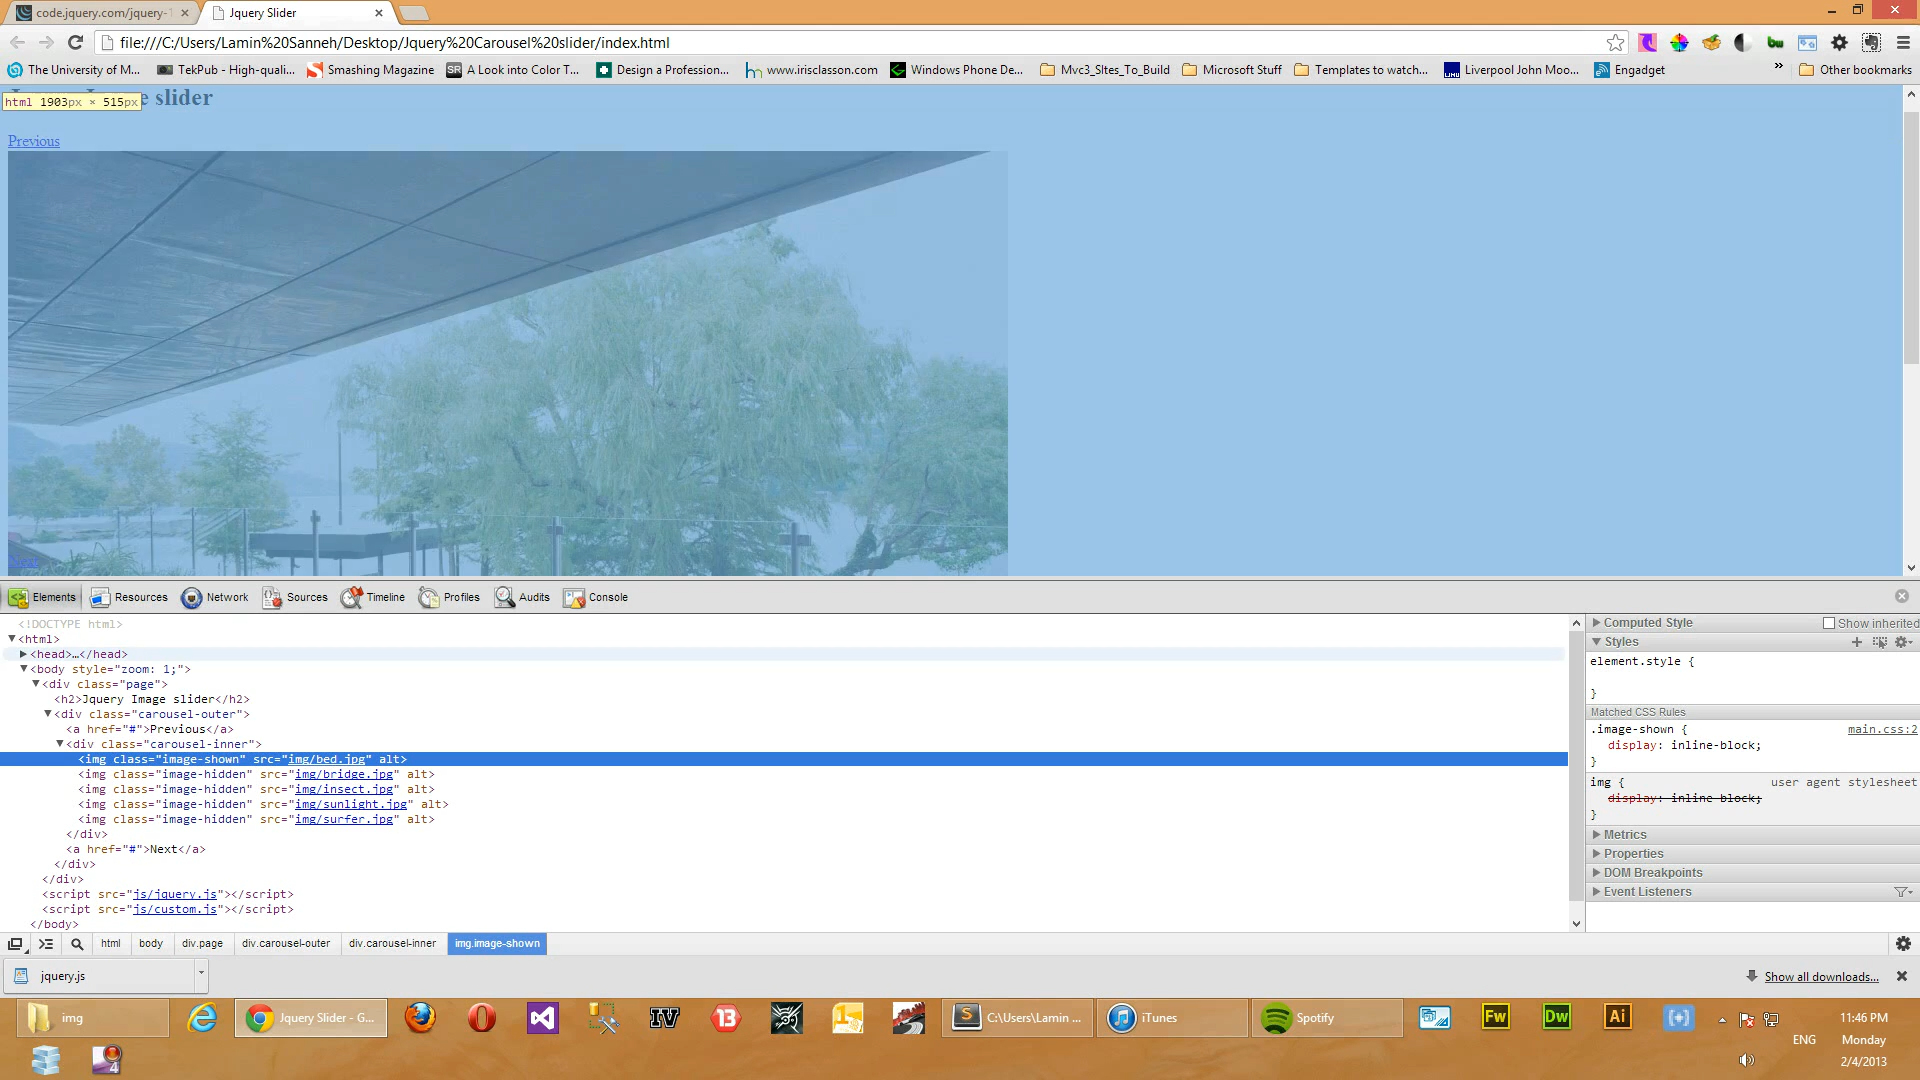 code.jquery.com/jquery-1
Jquery Slider
file:///C:/Users/Lamin%20Sanneh/Desktop/Jquery%20Carousel%20slider/index.html
The University of M...
TekPub - High-quali...
Smashing Magazine
SR
A Look into Color T...
Design a Profession...
www.irisclasson.com
Windows Phone De...
Mvc3_SItes_To_Build
Microsoft Stuff
Templates to watch...
Liverpool John Moo...
Engadget
»
Other bookmarks
html 1903px × 515px
slider
Previous
Next
Elements
Resources
Network
Sources
Timeline
Profiles
Audits
Console
<!DOCTYPE html>
<html>
<head>…</head>
<body style="zoom: 1;">
<div class="page">
<h2>Jquery Image slider</h2>
<div class="carousel-outer">
<a href="#">Previous</a>
<div class="carousel-inner">
<img class="image-shown" src="img/bed.jpg" alt>
<img class="image-hidden" src="img/bridge.jpg" alt>
<img class="image-hidden" src="img/insect.jpg" alt>
<img class="image-hidden" src="img/sunlight.jpg" alt>
<img class="image-hidden" src="img/surfer.jpg" alt>
</div>
<a href="#">Next</a>
</div>
</div>
<script src="js/jquery.js"></script>
<script src="js/custom.js"></script>
</body>
Computed Style
Show inherited
Styles
element.style {
}
Matched CSS Rules
.image-shown {
main.css:2
display: inline-block;
}
img {
user agent stylesheet
display: inline-block;
}
Metrics
Properties
DOM Breakpoints
Event Listeners
html
body
div.page
div.carousel-outer
div.carousel-inner
img.image-shown
jquery.js
Show all downloads...
img
Jquery Slider - G...
IV
13
C:\Users\Lamin ...
iTunes
Spotify
Fw
Dw
Ai
ENG
11:46 PM
Monday
2/4/2013
4